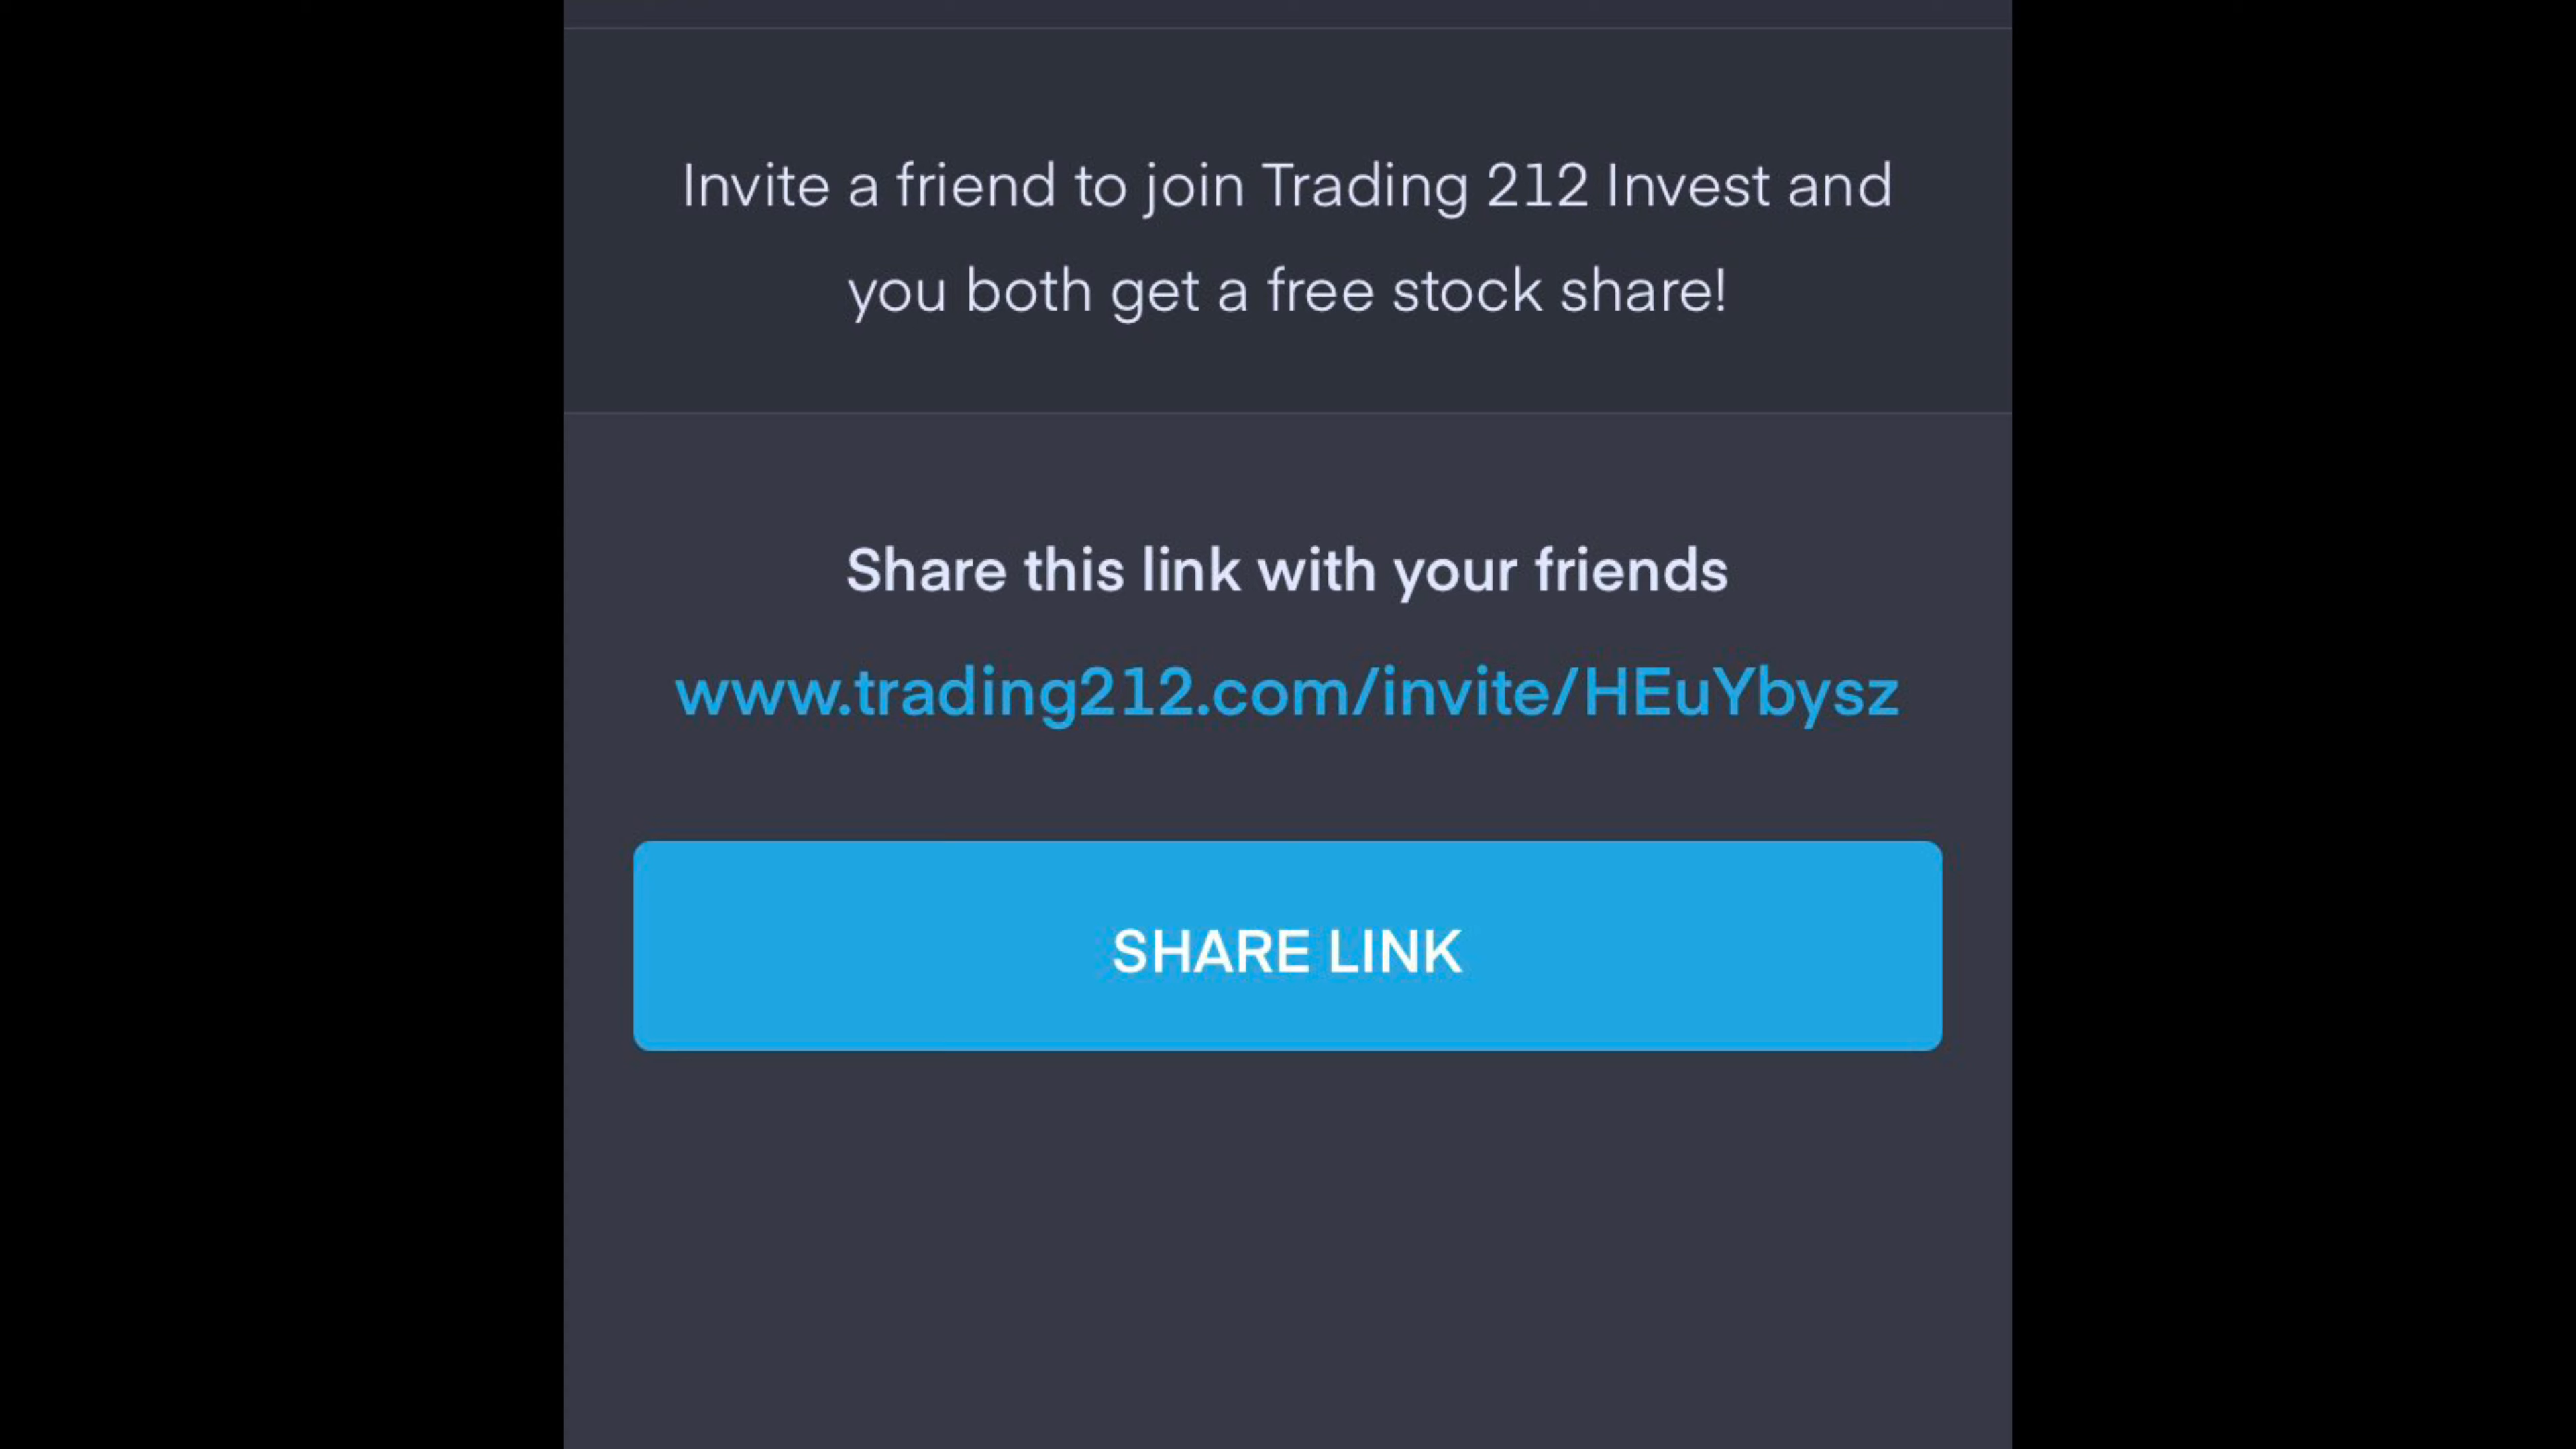 Invite a friend to join Trading 212 Invest and
you both get a free stock share!
Share this link with your friends
www.trading212.com/invite/HEuYbysz
SHARE LINK